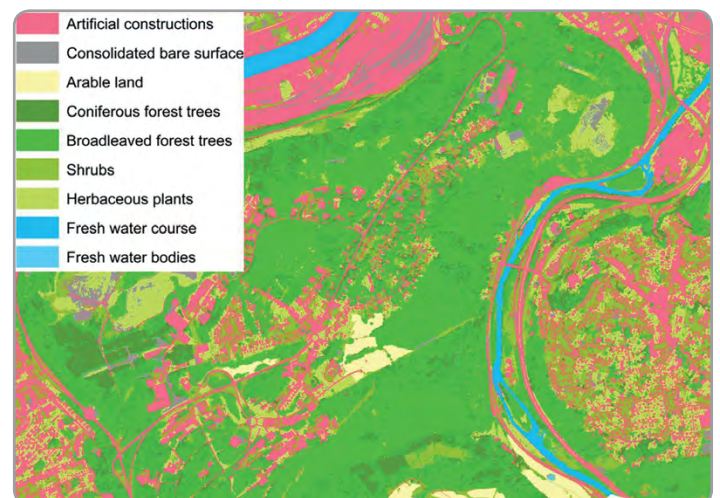 Artificial constructions
Consolidated bare surface
Arable land
Coniferous forest trees
Broadleaved forest trees
Shrubs
Herbaceous plants
Fresh water course
Fresh water bodies